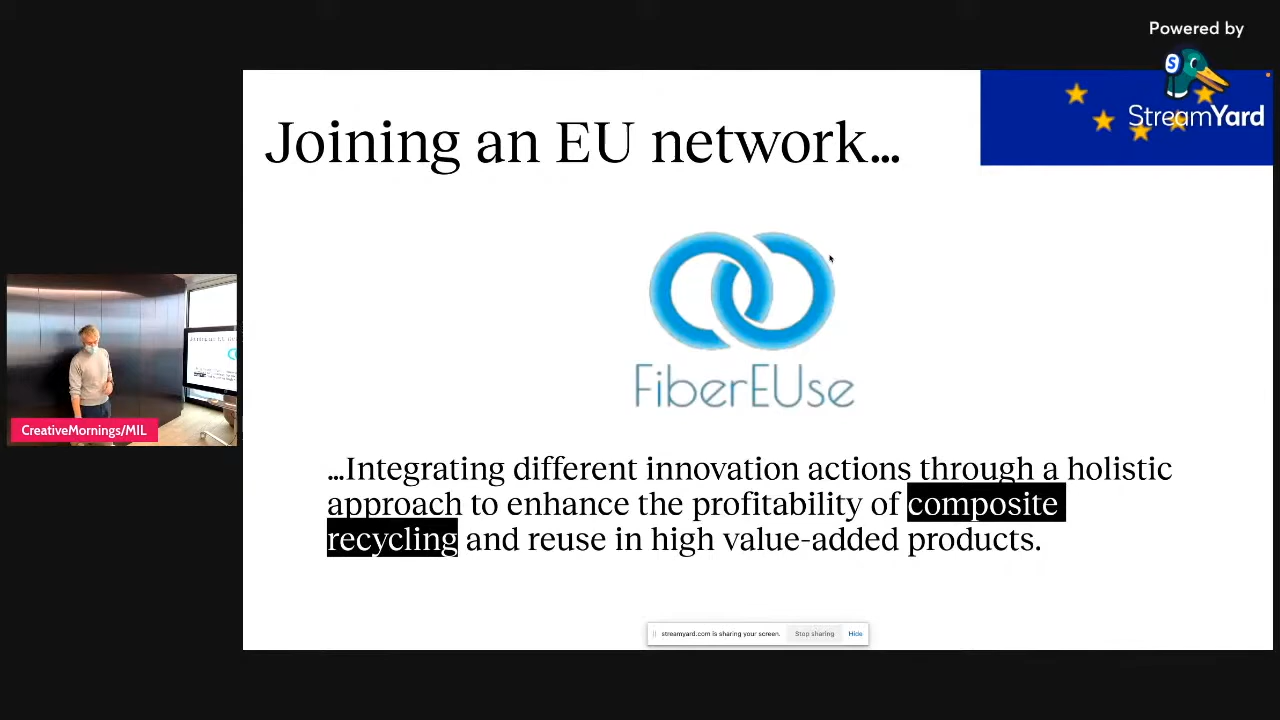 Powered by
StreamYard
Joining an EU network...
FiberEUse
...Integrating different innovation actions through a holistic
approach to enhance the profitability of composite
recycling and reuse in high value-added products.
CreativeMornings/MIL
streamyard.com is sharing your screen.
Stop sharing
Hide